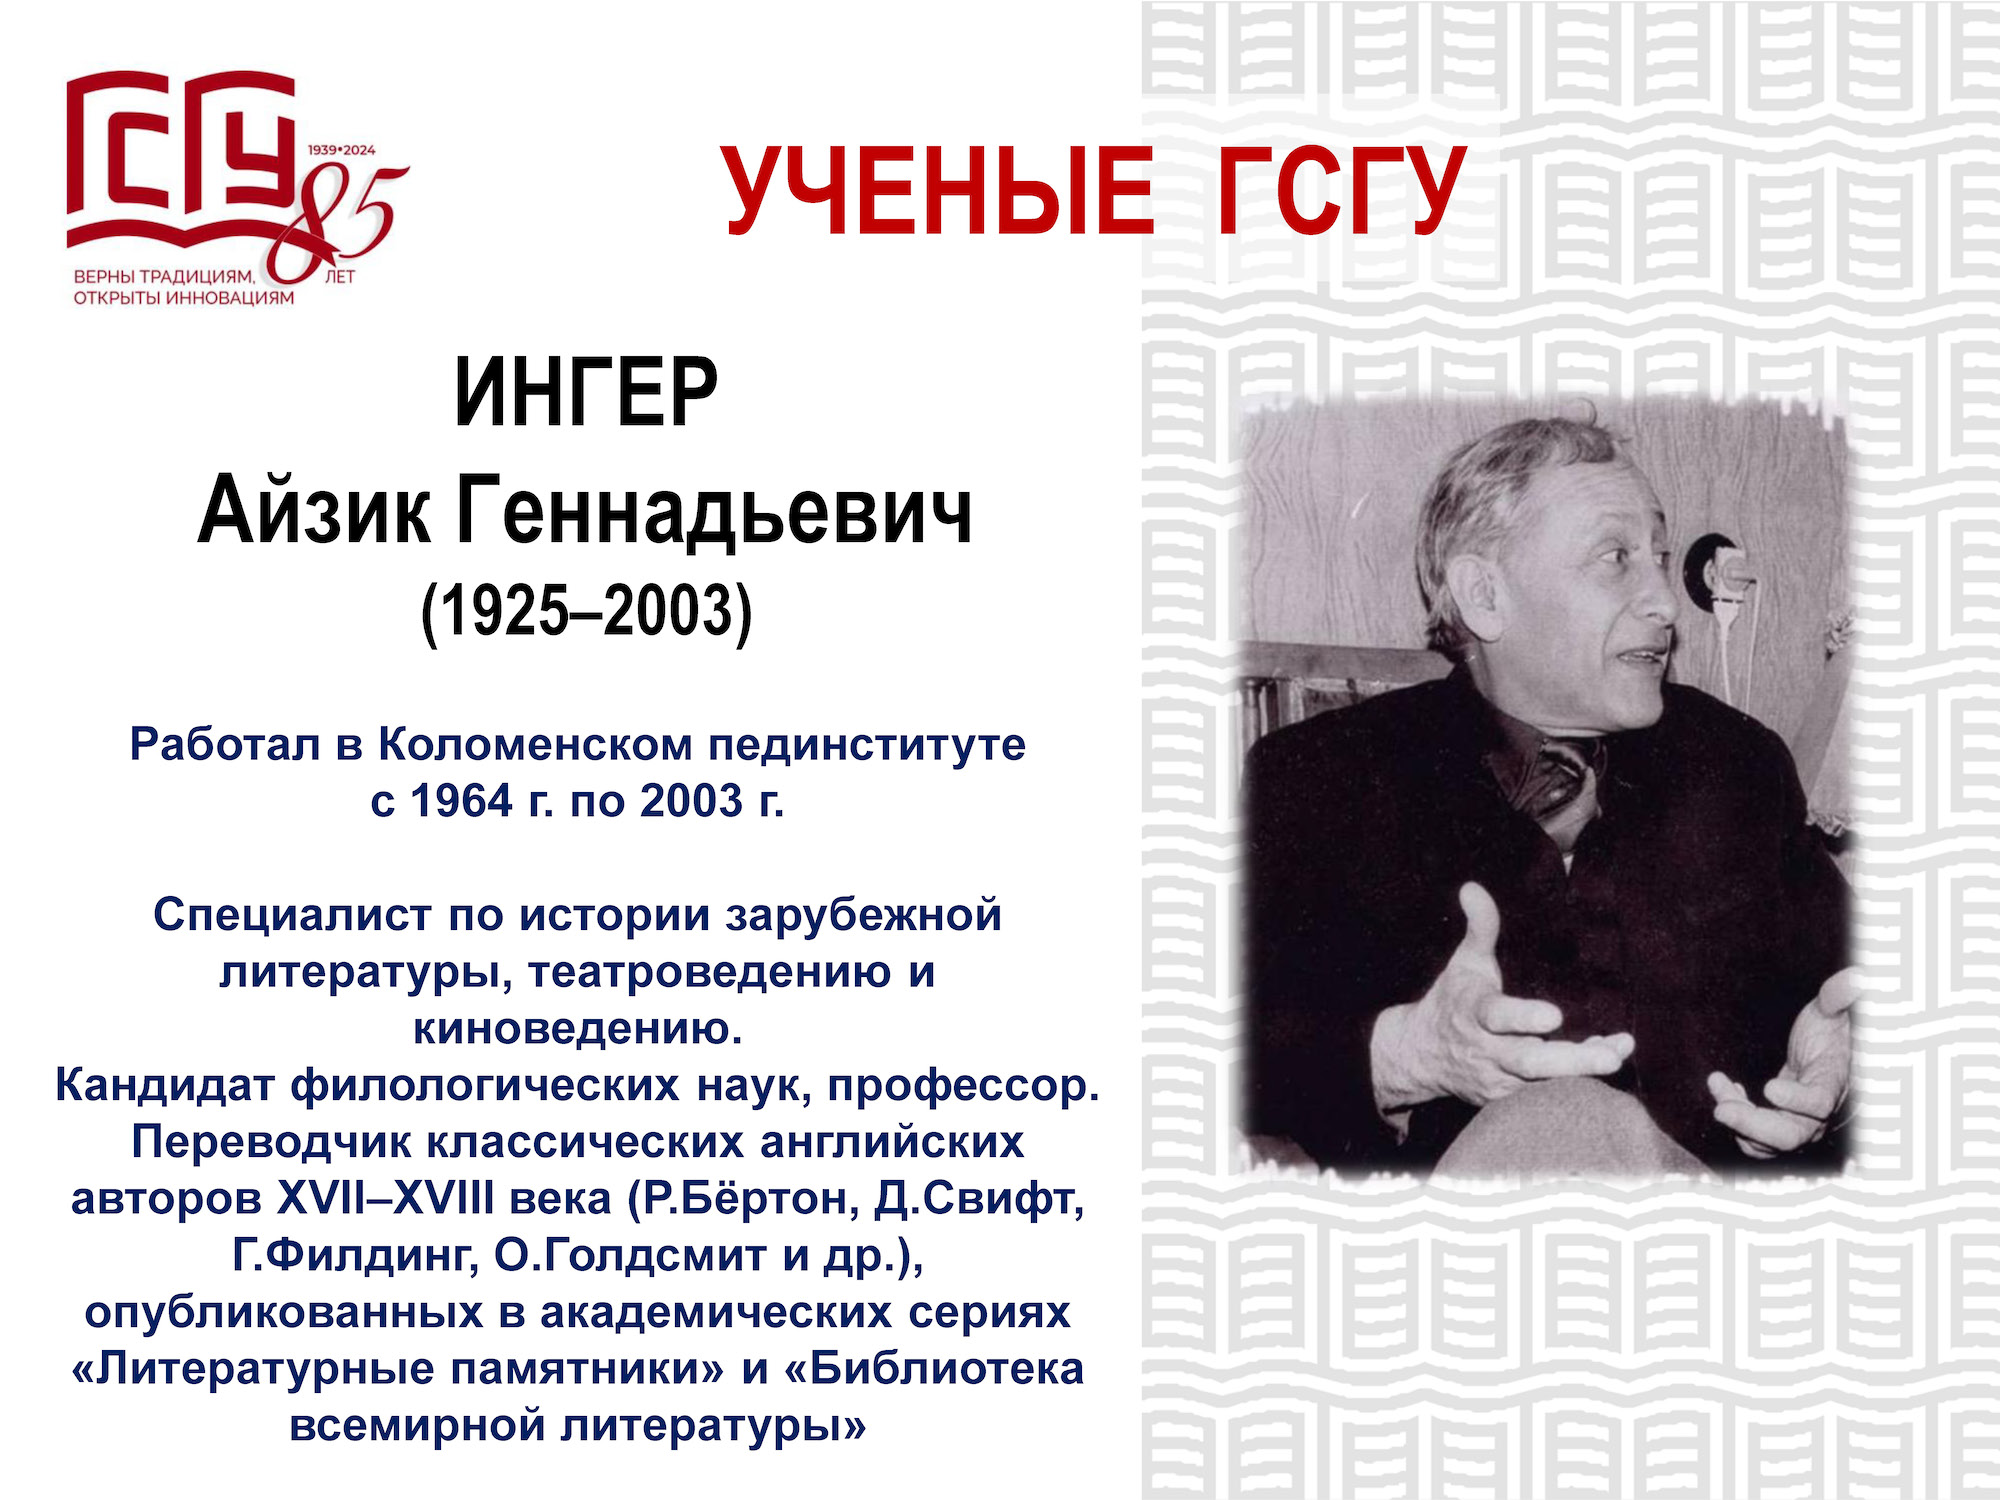 ГСГУ
1939•2024
85
ВЕРНЫ ТРАДИЦИЯМ, ЛЕТ
ОТКРЫТЫ ИННОВАЦИЯМ
УЧЕНЫЕ ГСГУ
ИНГЕР
Айзик Геннадьевич
(1925–2003)
Работал в Коломенском пединституте
с 1964 г. по 2003 г.
Специалист по истории зарубежной
литературы, театроведению и
киноведению.
Кандидат филологических наук, профессор.
Переводчик классических английских
авторов XVII–XVIII века (Р.Бёртон, Д.Свифт,
Г.Филдинг, О.Голдсмит и др.),
опубликованных в академических сериях
«Литературные памятники» и «Библиотека
всемирной литературы»